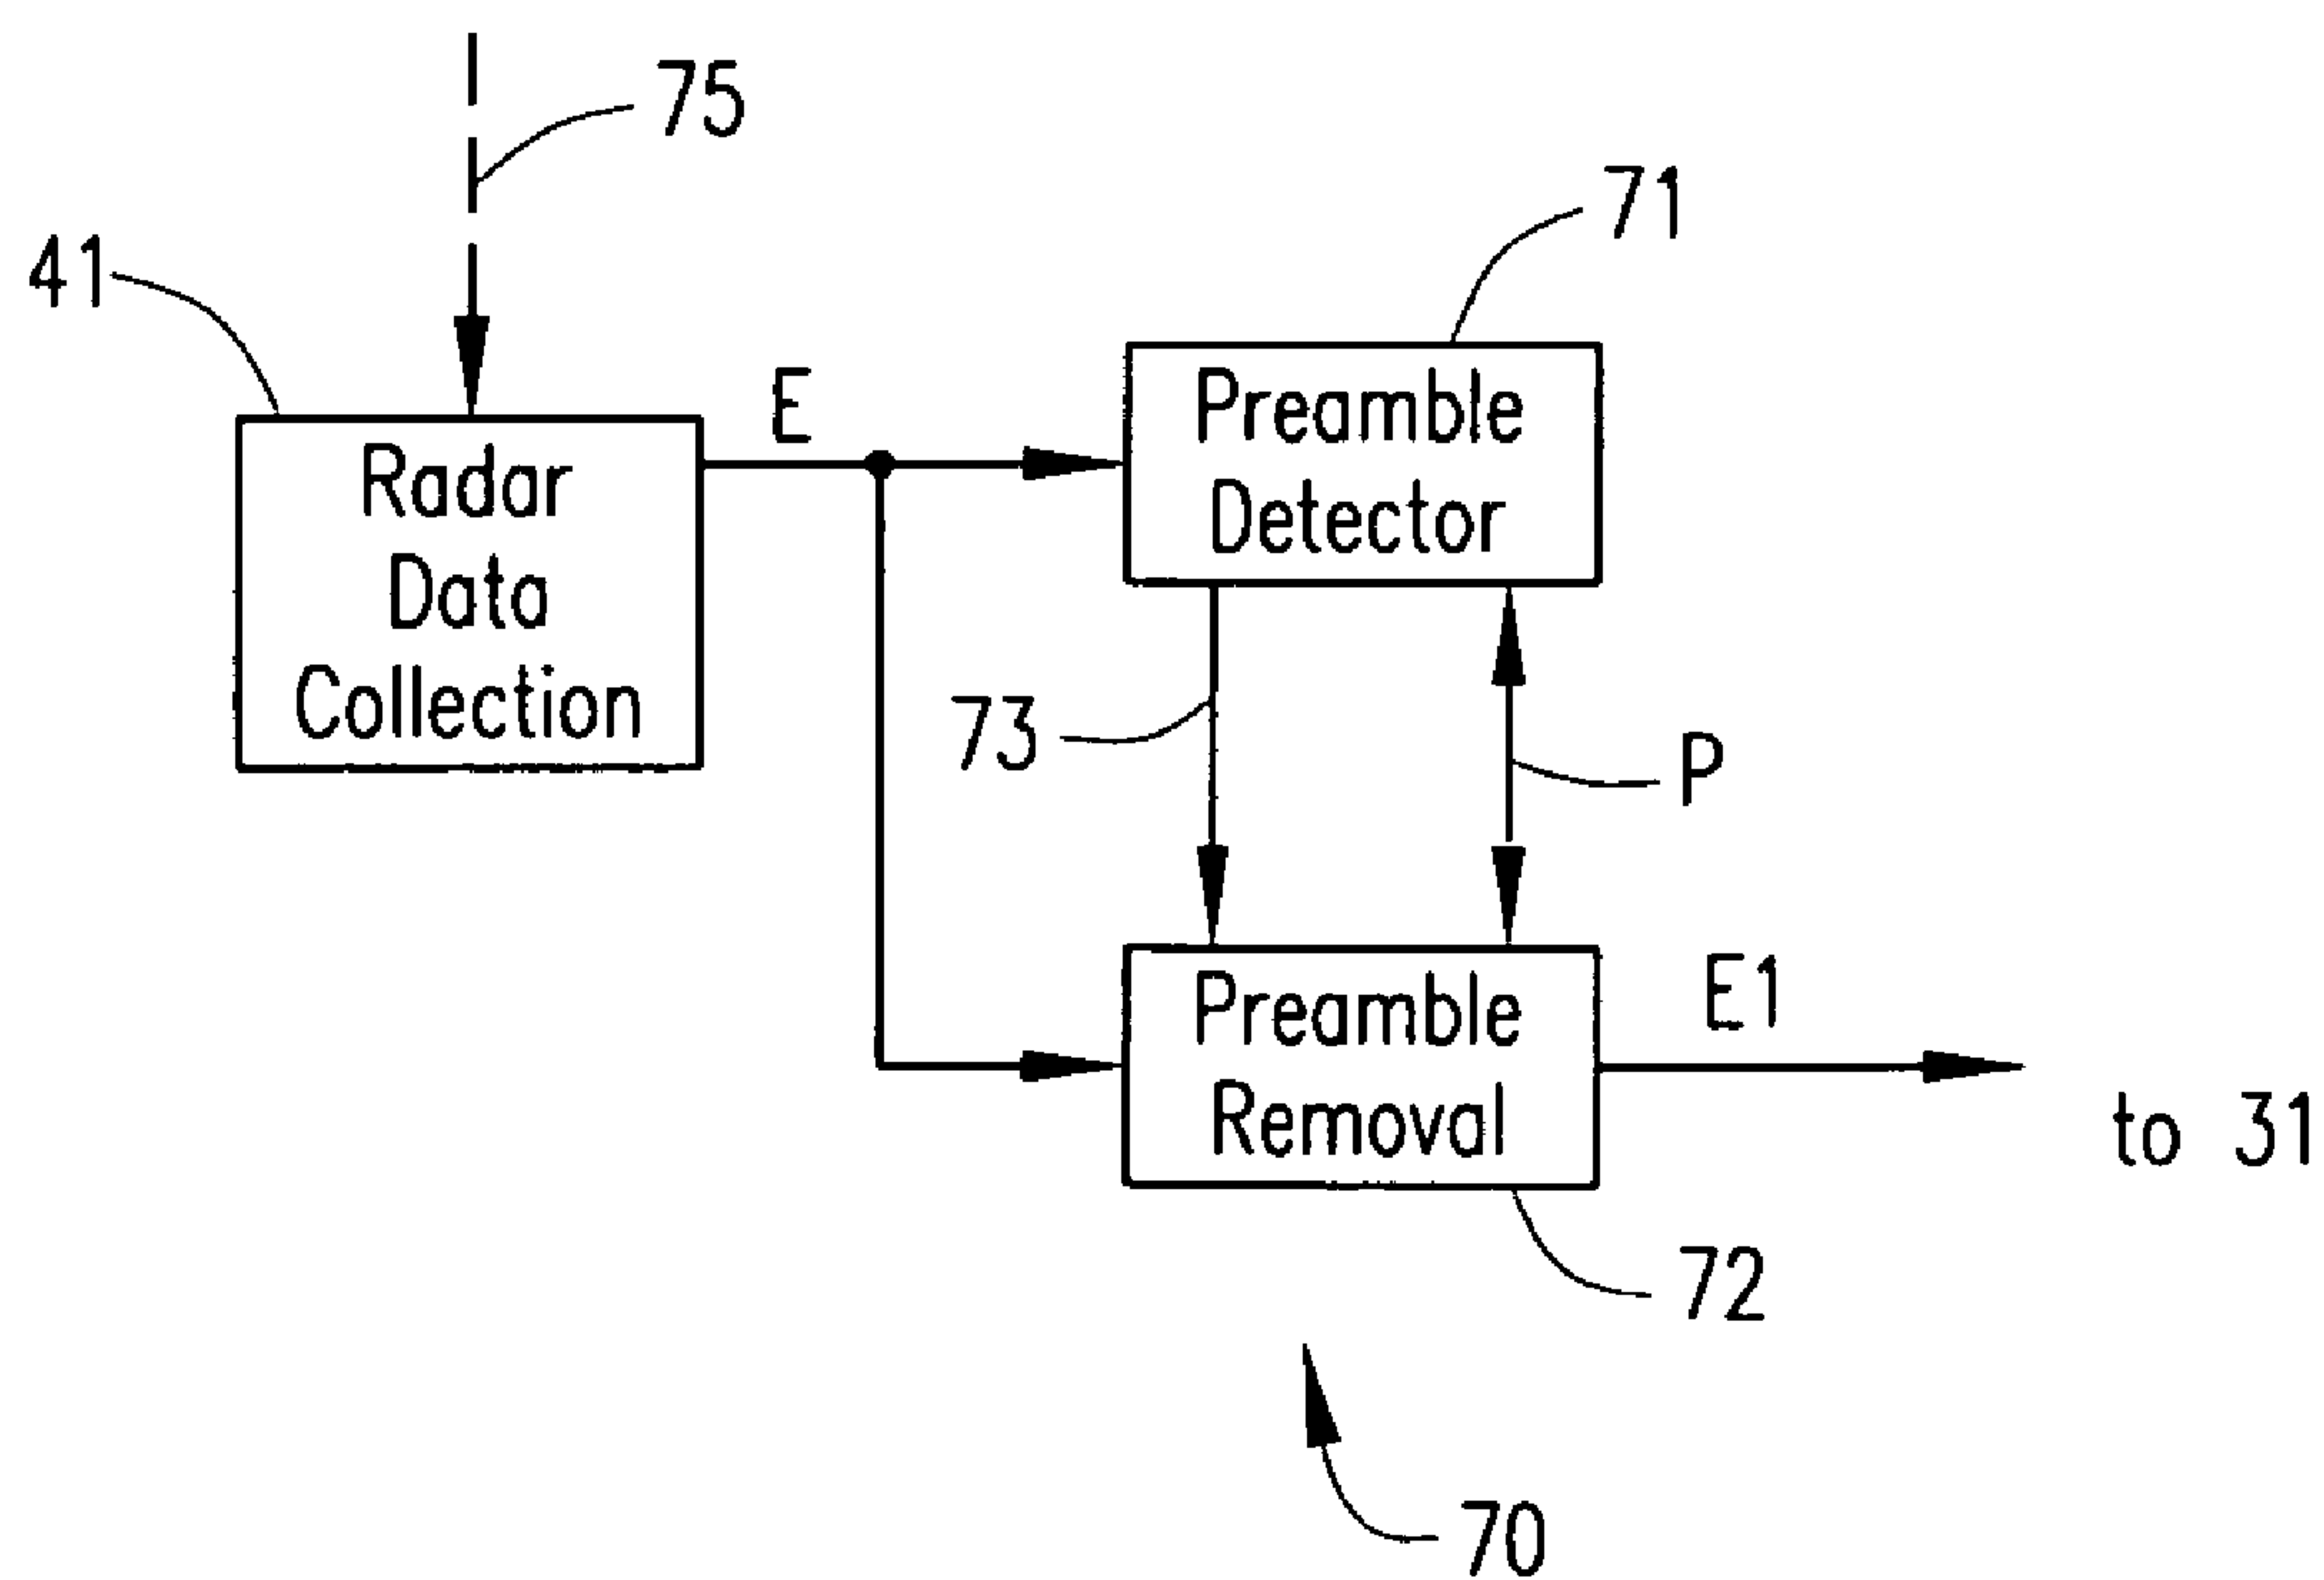 75
71
41
E
Preamble
Detector
Radar
Data
Collection
73
P
Preamble
Removal
E1
to 31
72
70